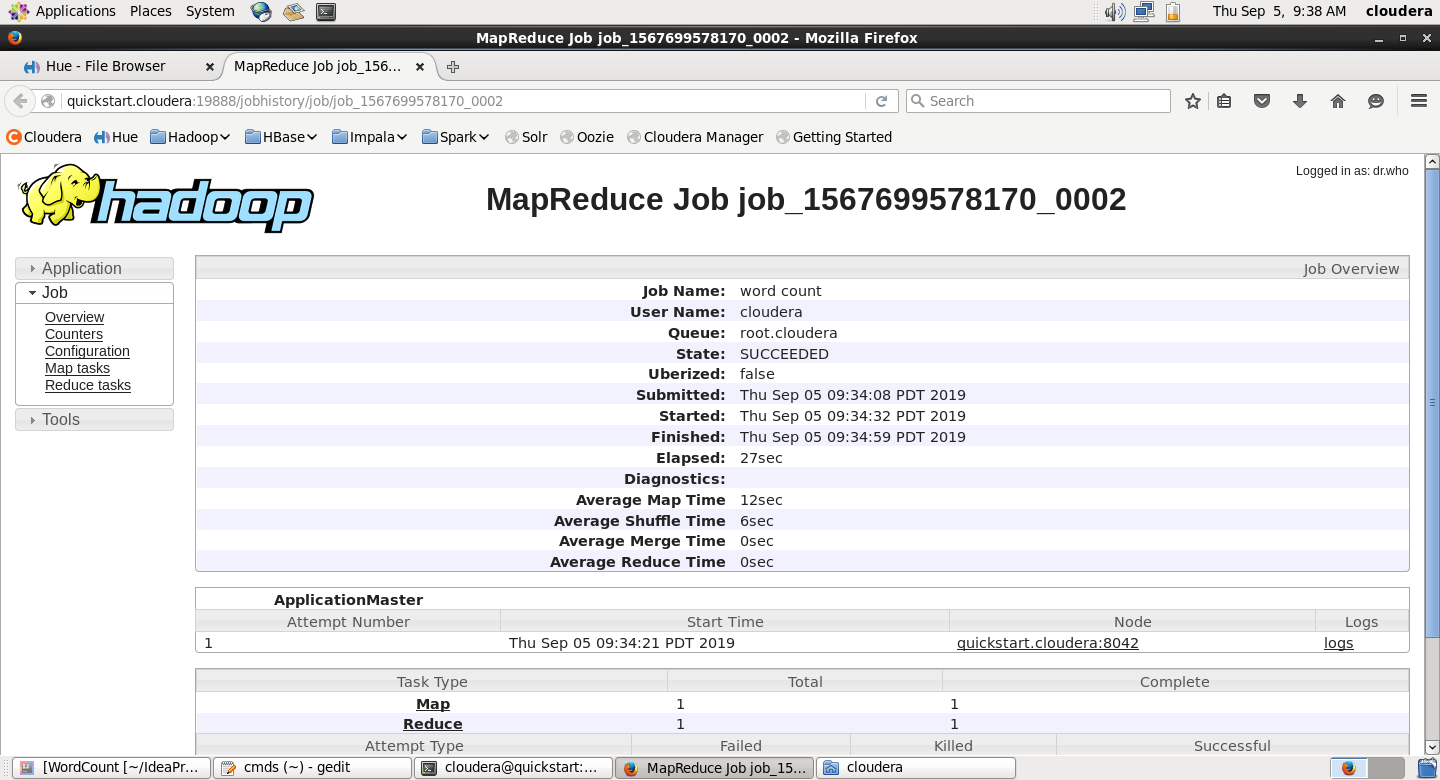 Applications Places System Thu Sep 5, 9:38 AM cloudera
MapReduce Job job_1567699578170_0002 - Mozilla Firefox
Hue - File Browser MapReduce Job job_156...
quickstart.cloudera:19888/jobhistory/job/job_1567699578170_0002 Search
Cloudera Hue Hadoop HBase Impala Spark Solr Oozie Cloudera Manager Getting Started
Logged in as: dr.who
hadoop
MapReduce Job job_1567699578170_0002
Application
Job
Overview
Counters
Configuration
Map tasks
Reduce tasks
Tools
Job Overview
Job Name: word count
User Name: cloudera
Queue: root.cloudera
State: SUCCEEDED
Uberized: false
Submitted: Thu Sep 05 09:34:08 PDT 2019
Started: Thu Sep 05 09:34:32 PDT 2019
Finished: Thu Sep 05 09:34:59 PDT 2019
Elapsed: 27sec
Diagnostics:
Average Map Time 12sec
Average Shuffle Time 6sec
Average Merge Time 0sec
Average Reduce Time 0sec
ApplicationMaster
Attempt Number Start Time Node Logs
1 Thu Sep 05 09:34:21 PDT 2019 quickstart.cloudera:8042 logs
Task Type Total Complete
Map 1 1
Reduce 1 1
Attempt Type Failed Killed Successful
[WordCount [~/IdeaPr... cmds (~) - gedit cloudera@quickstart:... MapReduce Job job_15... cloudera